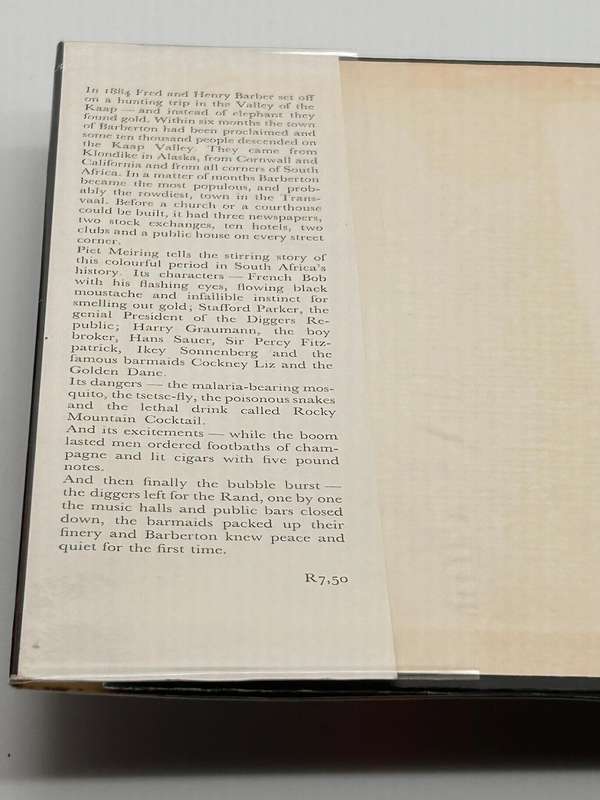 In 1884 Fred and Henry Barber set off
on a hunting trip in the Valley of the
Kaap — and instead of elephant they
found gold. Within six months the town
of Barberton had been proclaimed and
some ten thousand people descended on
the Kaap Valley. They came from
Klondike in Alaska, from Cornwall and
California and from all corners of South
Africa. In a matter of months Barberton
became the most populous, and prob-
ably the rowdiest, town in the Trans-
vaal. Before a church or a courthouse
could be built, it had three newspapers,
two stock exchanges, ten hotels, two
clubs and a public house on every street
corner.
Piet Meiring tells the stirring story of
this colourful period in South Africa's
history. Its characters — French Bob
with his flashing eyes, flowing black
moustache and infallible instinct for
smelling out gold; Stafford Parker, the
genial President of the Diggers Re-
public; Harry Graumann, the boy
broker, Hans Sauer, Sir Percy Fitz-
patrick, Ikey Sonnenberg and the
famous barmaids Cockney Liz and the
Golden Dane.
Its dangers — the malaria-bearing mos-
quito, the tsetse-fly, the poisonous snakes
and the lethal drink called Rocky
Mountain Cocktail.
And its excitements — while the boom
lasted men ordered footbaths of cham-
pagne and lit cigars with five pound
notes.
And then finally the bubble burst —
the diggers left for the Rand, one by one
the music halls and public bars closed
down, the barmaids packed up their
finery and Barberton knew peace and
quiet for the first time.
R7,50